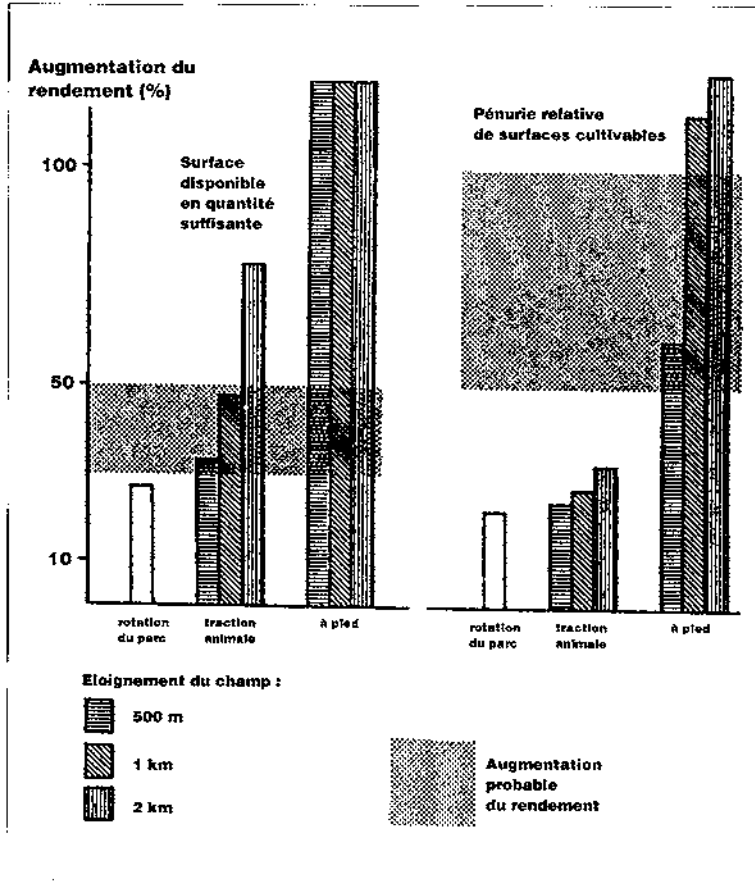 Augmentation du
rendement (%)
100
50
10
Surface
disponible
en quantité
suffisante
Pénurie relative
de surfaces cultivables
rotation
du parc
traction
animale
à pied
rotation
du parc
traction
animale
à pied
Eloignement du champ :
500 m
1 km
2 km
Augmentation
probable
du rendement